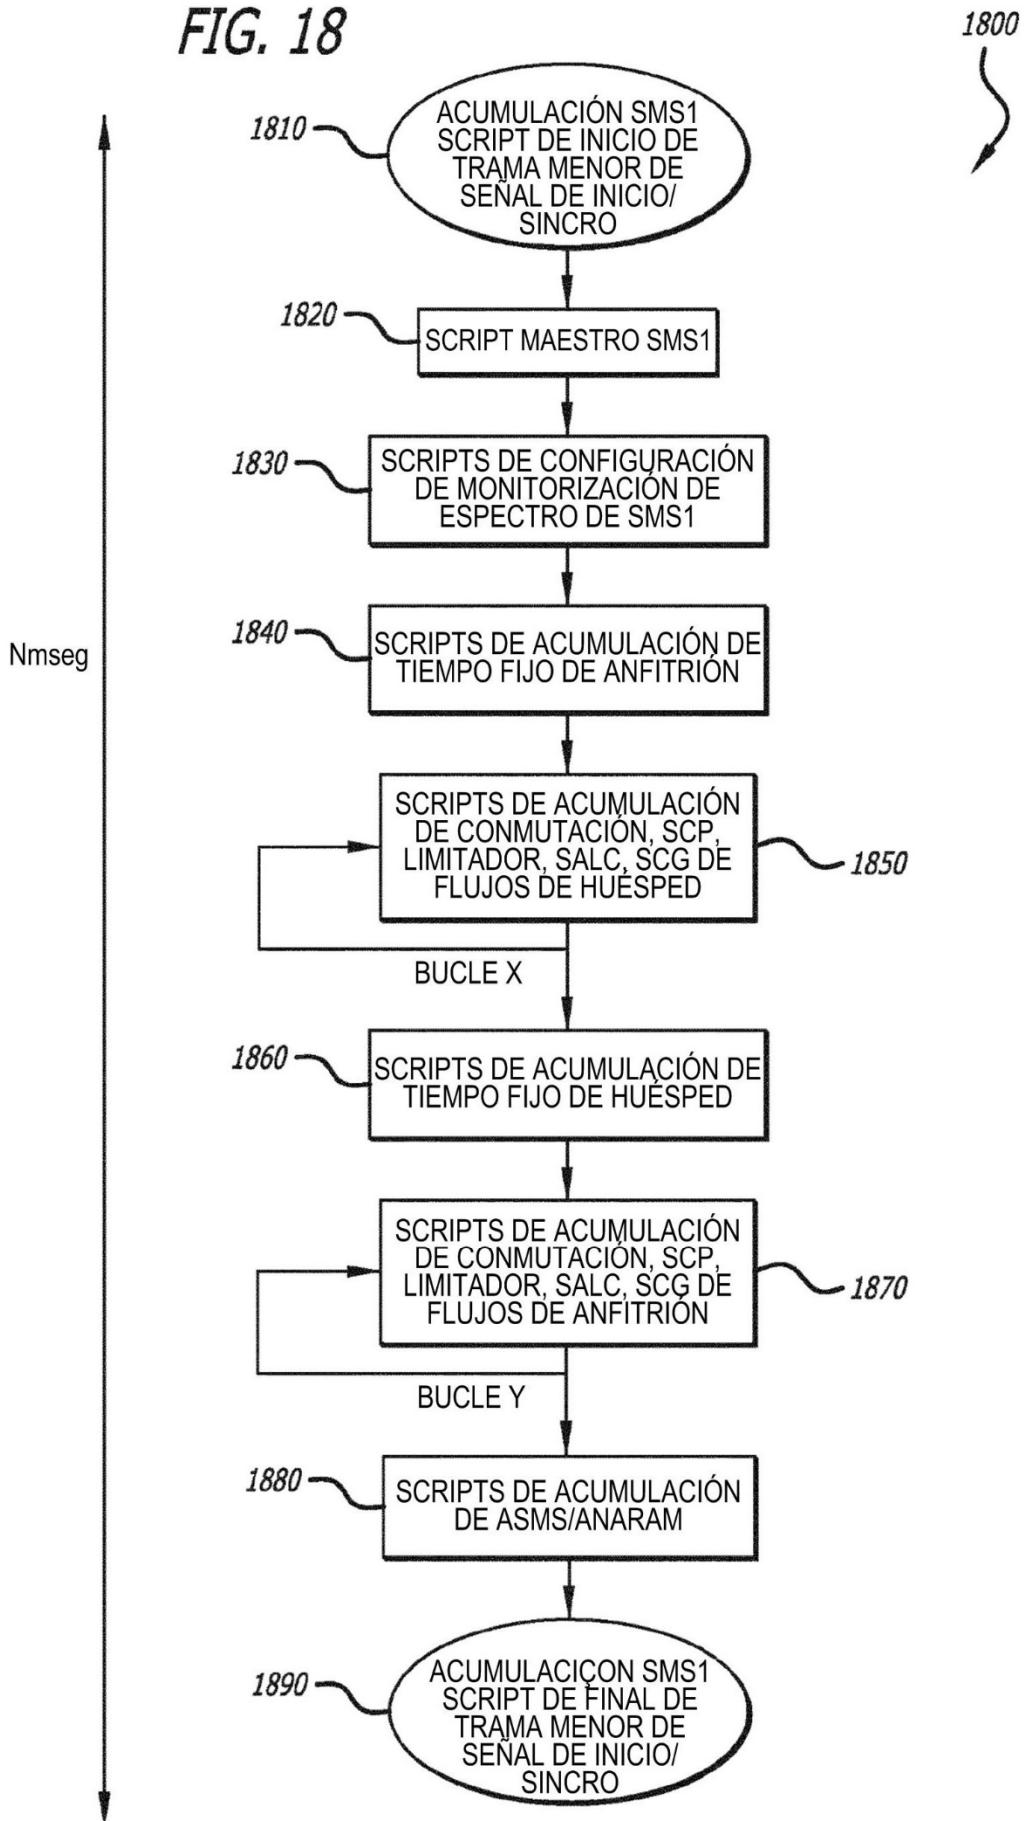 FIG. 18
1800
1810
ACUMULACIÓN SMS1
SCRIPT DE INICIO DE
TRAMA MENOR DE
SEÑAL DE INICIO/
SINCRO
1820
SCRIPT MAESTRO SMS1
1830
SCRIPTS DE CONFIGURACIÓN
DE MONITORIZACIÓN DE
ESPECTRO DE SMS1
1840
SCRIPTS DE ACUMULACIÓN DE
TIEMPO FIJO DE ANFITRIÓN
Nmseg
SCRIPTS DE ACUMULACIÓN
DE CONMUTACIÓN, SCP,
LIMITADOR, SALC, SCG DE
FLUJOS DE HUÉSPED
1850
BUCLE X
1860
SCRIPTS DE ACUMULACIÓN DE
TIEMPO FIJO DE HUÉSPED
SCRIPTS DE ACUMULACIÓN
DE CONMUTACIÓN, SCP,
LIMITADOR, SALC, SCG DE
FLUJOS DE ANFITRIÓN
1870
BUCLE Y
1880
SCRIPTS DE ACUMULACIÓN
DE ASMS/ANARAM
1890
ACUMULACIÇON SMS1
SCRIPT DE FINAL DE
TRAMA MENOR DE
SEÑAL DE INICIO/
SINCRO